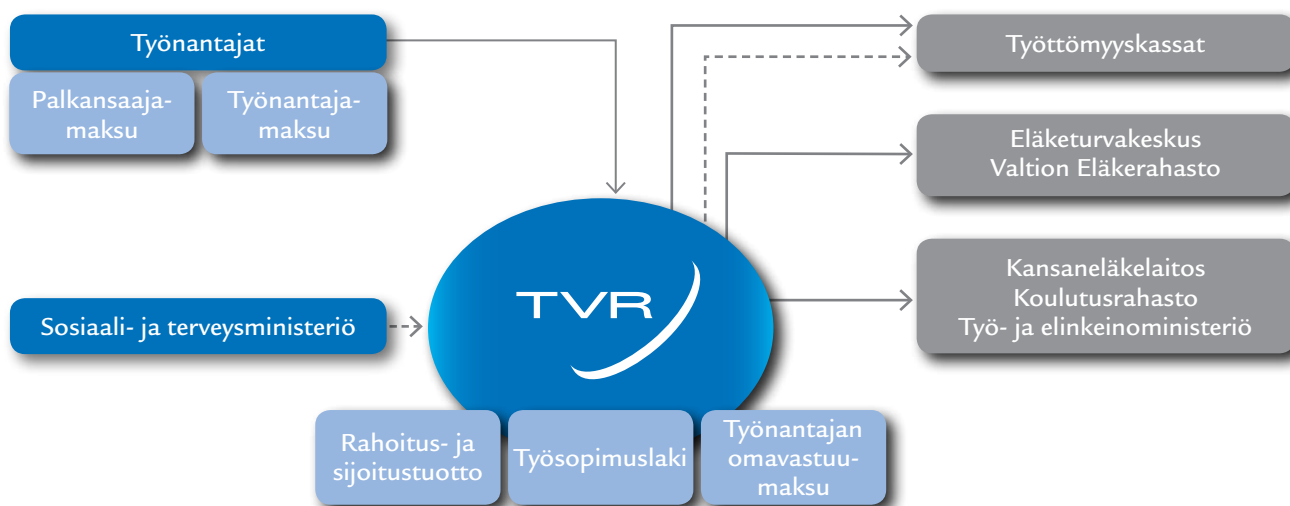 Työnantajat
Palkansaaja-
maksu
Työnantaja-
maksu
Sosiaali- ja terveysministeriö
TVR
Rahoitus- ja
sijoitustuotto
Työsopimuslaki
Työnantajan
omavastuu-
maksu
Työttömyyskassat
Eläketurvakeskus
Valtion Eläkerahasto
Kansaneläkelaitos
Koulutusrahasto
Työ- ja elinkeinoministeriö